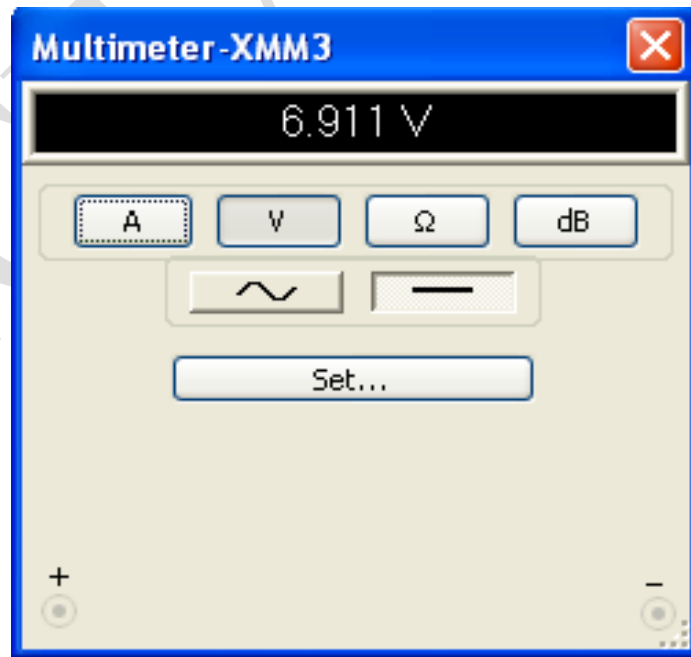 Multimeter-XMM3
6.911 V
A V Ω dB
Set...
+ –